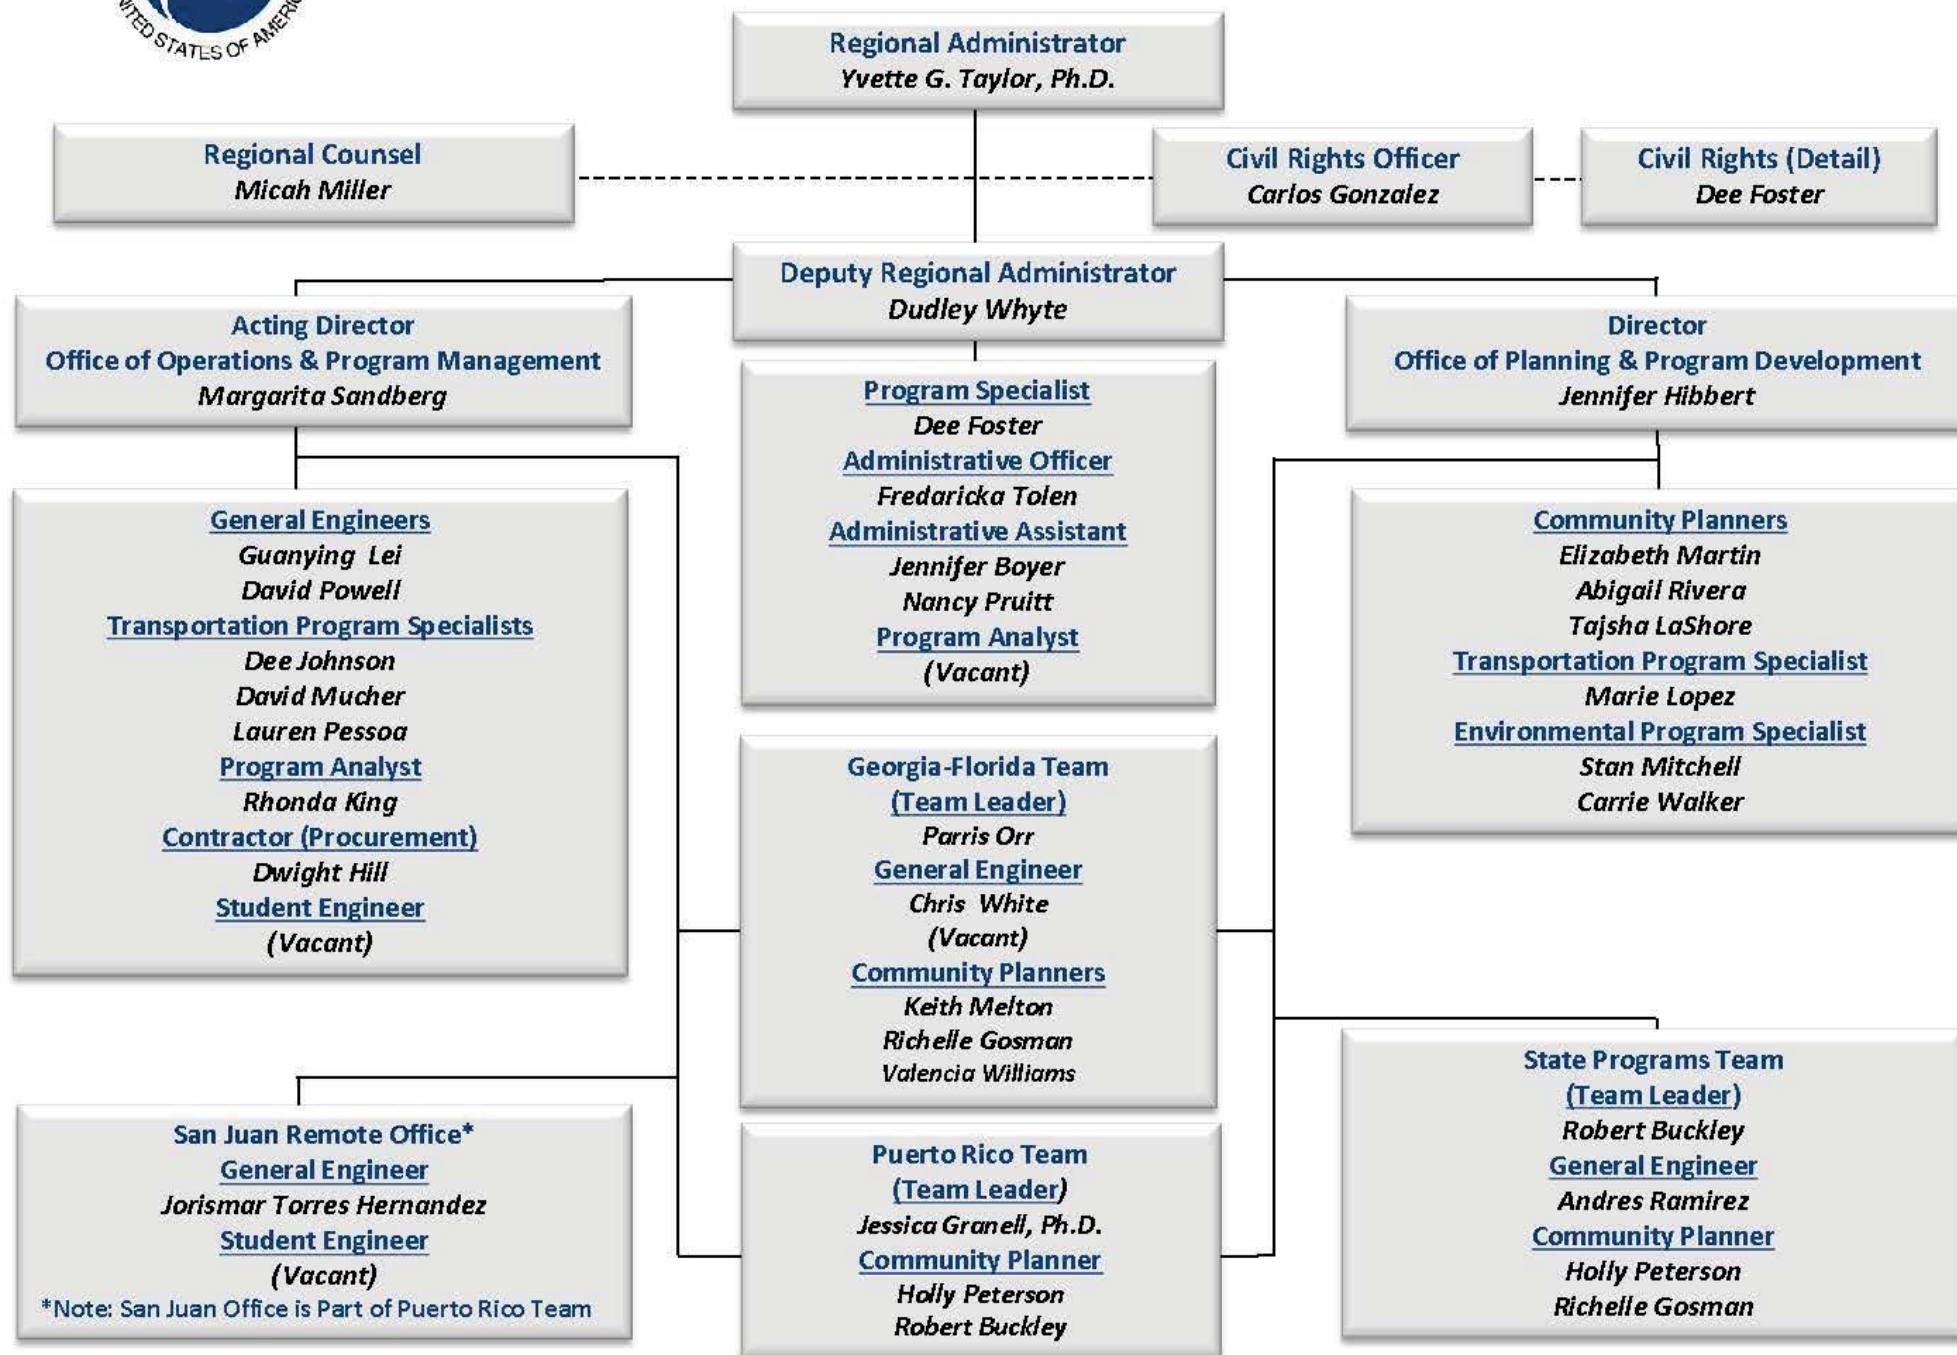 UNITED STATES OF AMERIC
Regional Administrator
Yvette G. Taylor, Ph.D.
Regional Counsel
Micah Miller
Civil Rights Officer
Carlos Gonzalez
Civil Rights (Detail)
Dee Foster
Deputy Regional Administrator
Dudley Whyte
Acting Director
Office of Operations & Program Management
Margarita Sandberg
Director
Office of Planning & Program Development
Jennifer Hibbert
Program Specialist
Dee Foster
Administrative Officer
Fredaricka Tolen
Administrative Assistant
Jennifer Boyer
Nancy Pruitt
Program Analyst
(Vacant)
General Engineers
Guanying Lei
David Powell
Transportation Program Specialists
Dee Johnson
David Mucher
Lauren Pessoa
Program Analyst
Rhonda King
Contractor (Procurement)
Dwight Hill
Student Engineer
(Vacant)
Community Planners
Elizabeth Martin
Abigail Rivera
Tajsha LaShore
Transportation Program Specialist
Marie Lopez
Environmental Program Specialist
Stan Mitchell
Carrie Walker
Georgia-Florida Team
(Team Leader)
Parris Orr
General Engineer
Chris White
(Vacant)
Community Planners
Keith Melton
Richelle Gosman
Valencia Williams
San Juan Remote Office*
General Engineer
Jorismar Torres Hernandez
Student Engineer
(Vacant)
*Note: San Juan Office is Part of Puerto Rico Team
Puerto Rico Team
(Team Leader)
Jessica Granell, Ph.D.
Community Planner
Holly Peterson
Robert Buckley
State Programs Team
(Team Leader)
Robert Buckley
General Engineer
Andres Ramirez
Community Planner
Holly Peterson
Richelle Gosman